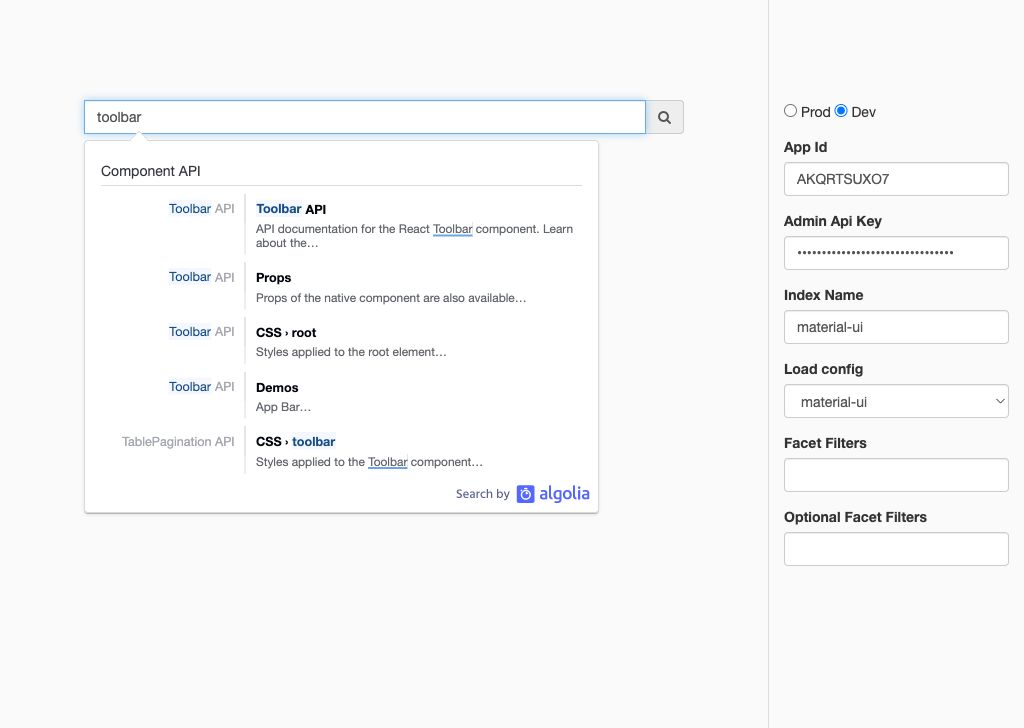 toolbar
Component API
Toolbar API
Toolbar API
API documentation for the React Toolbar component. Learn
about the…
Toolbar API
Props
Props of the native component are also available…
Toolbar API
CSS › root
Styles applied to the root element…
Toolbar API
Demos
App Bar…
TablePagination API
CSS › toolbar
Styles applied to the Toolbar component…
Search by algolia
Prod Dev
App Id
AKQRTSUXO7
Admin Api Key
••••••••••••••••••••••••••••••••
Index Name
material-ui
Load config
material-ui
Facet Filters
Optional Facet Filters